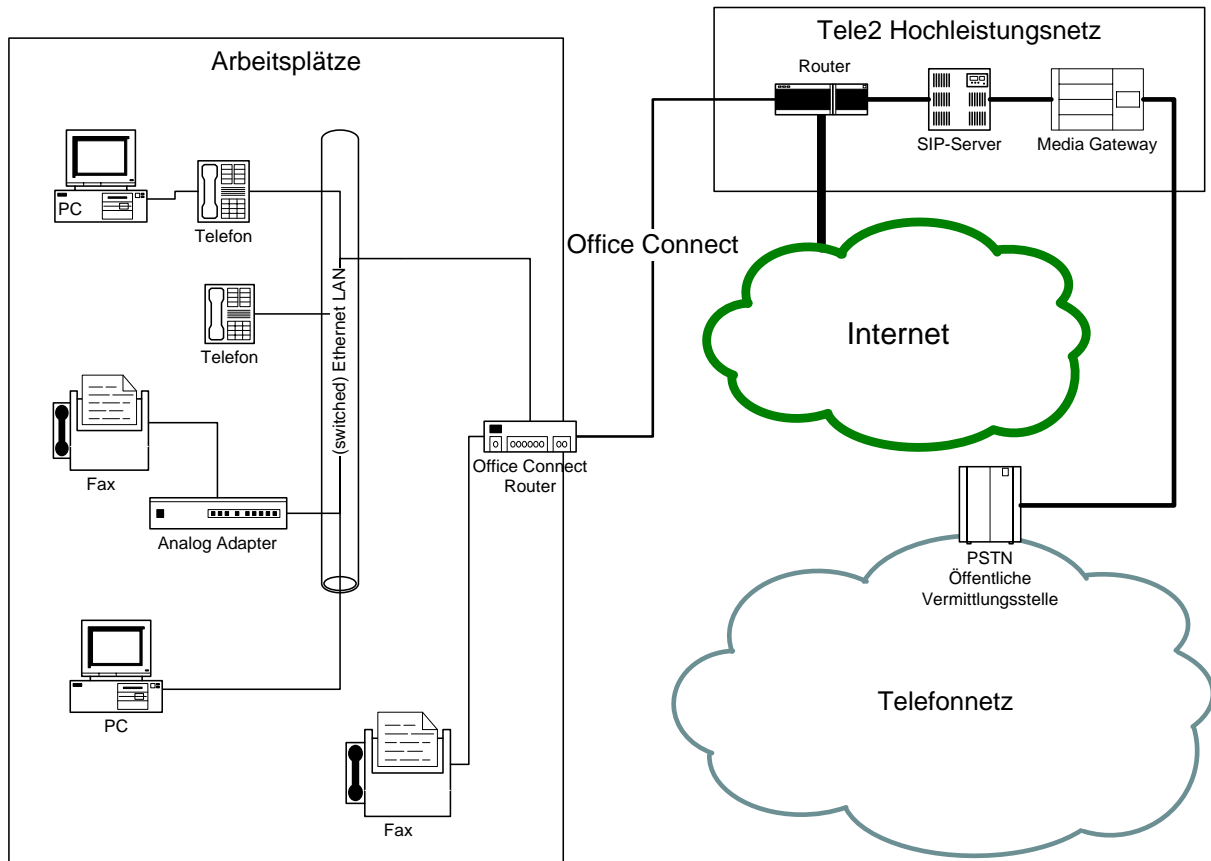 Arbeitsplätze
PC
Telefon
Telefon
(switched) Ethernet LAN
Fax
Analog Adapter
PC
Fax
Office Connect
Router
Office Connect
Tele2 Hochleistungsnetz
Router
SIP-Server
Media Gateway
Internet
PSTN
Öffentliche
Vermittlungsstelle
Telefonnetz